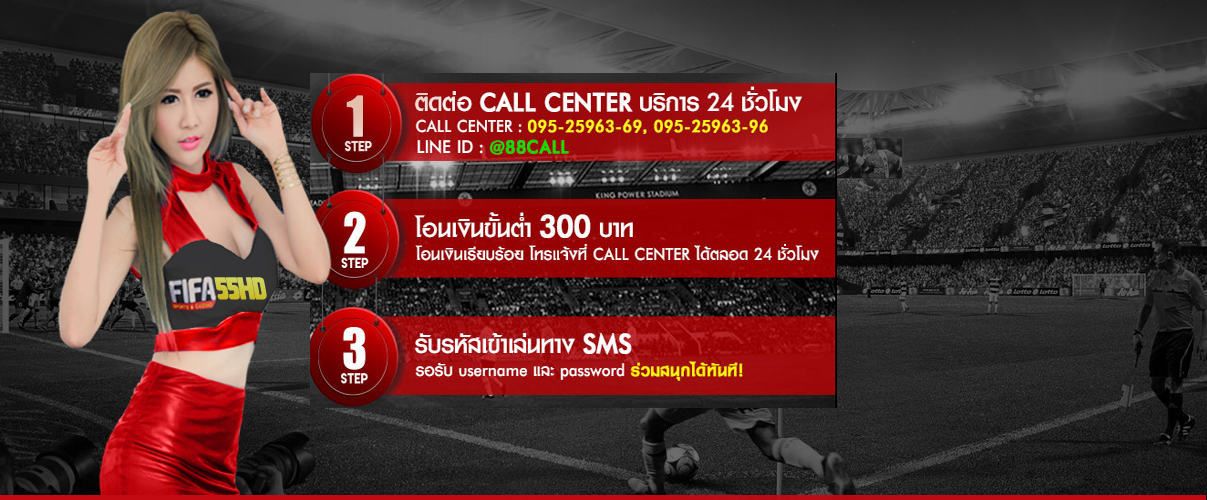 1
STEP
ติดต่อ CALL CENTER บริการ 24 ชั่วโมง
CALL CENTER : 095-25963-69, 095-25963-96
LINE ID : @88CALL
KING POWER STADIUM
2
STEP
โอนเงินขั้นต่ำ 300 บาท
โอนเงินเรียบร้อย โทรแจ้งที่ CALL CENTER ได้ตลอด 24 ชั่วโมง
FIFA55HD
SPORTS & CASINO
3
STEP
รับรหัสเข้าเล่นทาง SMS
รอรับ username และ password ร่วมสนุกได้ทันที!
lotto lotto